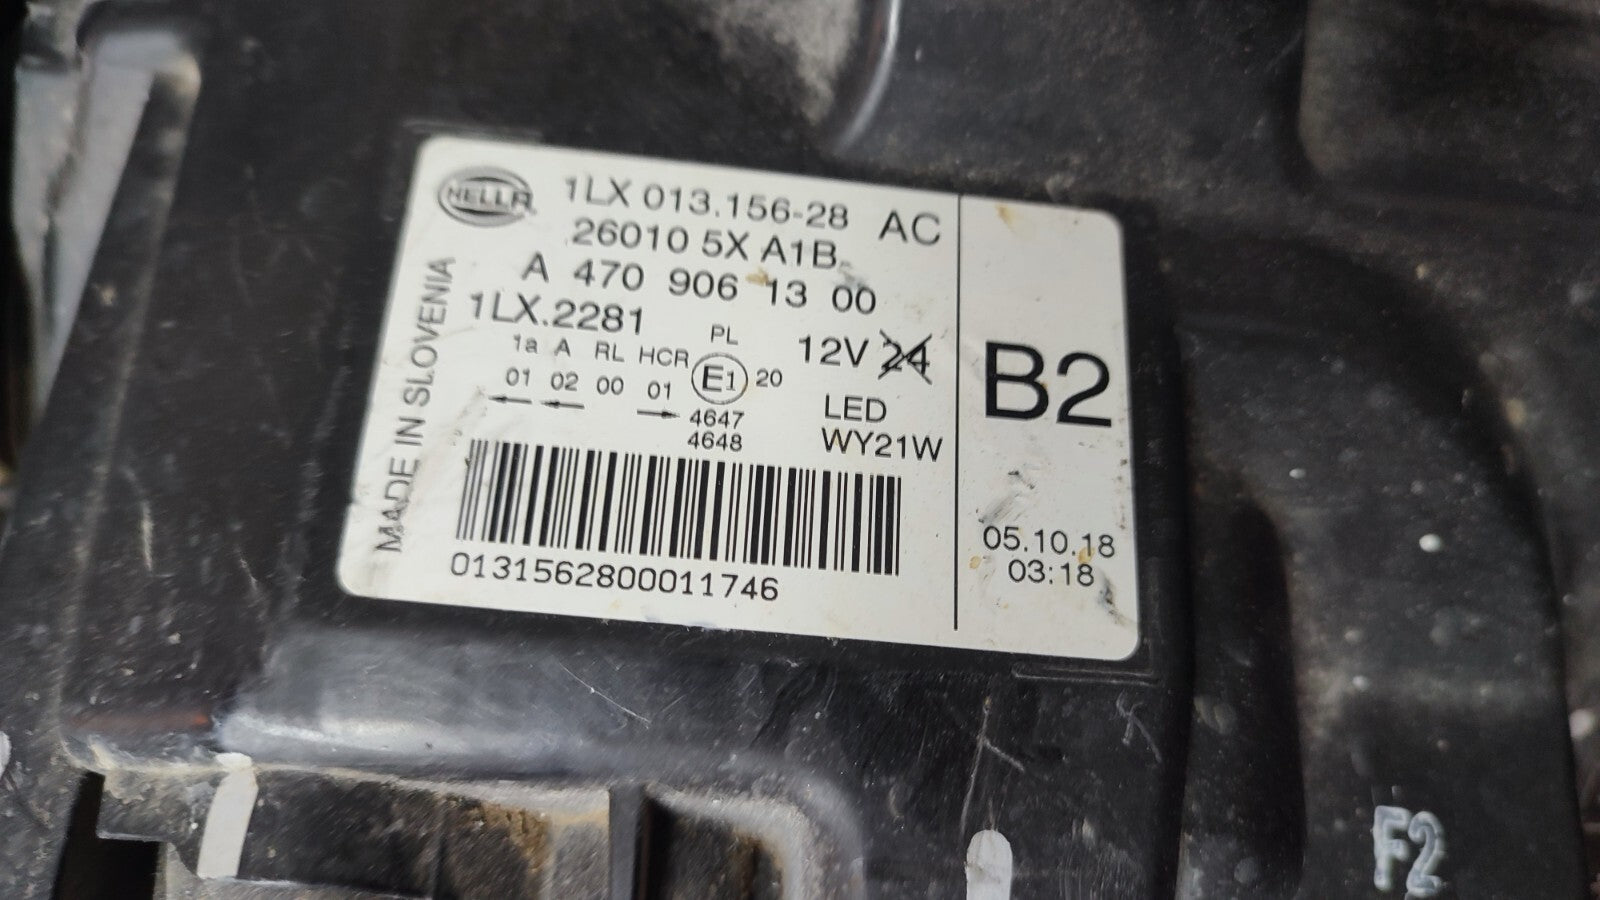 HELLA
1LX 013.156-28 AC
26010 5X A1B
A 470 906 13 00
1LX.2281
PL
12V 24
1a A RL HCR
E1
20
01 02 00 01
4647
4648
LED
WY21W
MADE IN SLOVENIA
0131562800011746
B2
05.10.18
03:18
F2